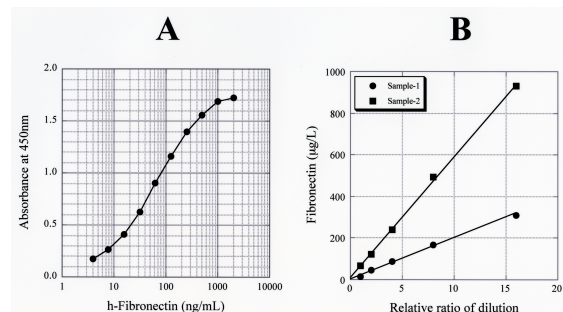 A
Absorbance at 450nm
2.0
1.5
1.0
0.5
0.0
1
10
100
1000
10000
h-Fibronectin (ng/mL)
B
Fibronectin (µg/L)
1000
800
600
400
200
0
Sample-1
Sample-2
0
5
10
15
20
Relative ratio of dilution